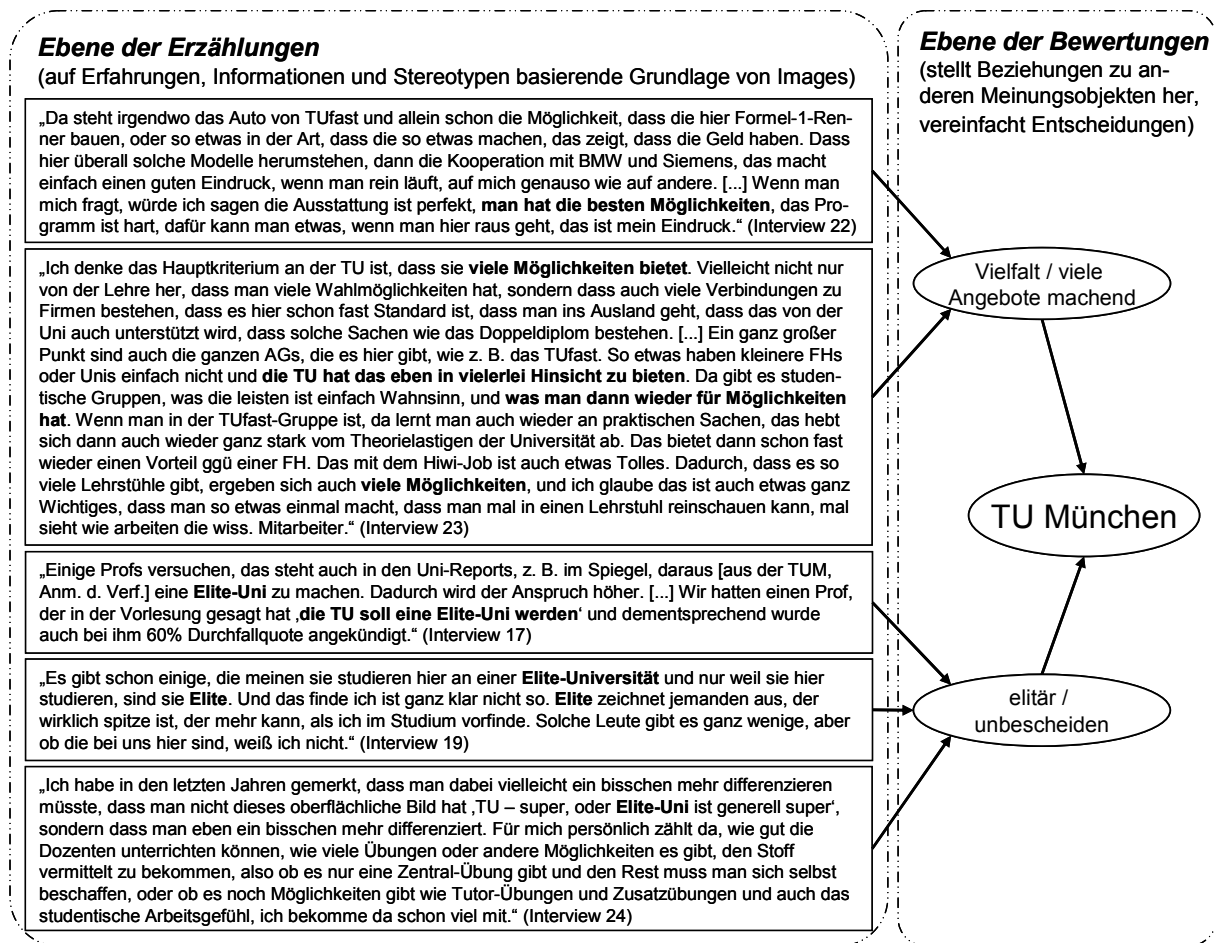 Ebene der Erzählungen
(auf Erfahrungen, Informationen und Stereotypen basierende Grundlage von Images)
„Da steht irgendwo das Auto von TUfast und allein schon die Möglichkeit, dass die hier Formel-1-Ren-
ner bauen, oder so etwas in der Art, dass die so etwas machen, das zeigt, dass die Geld haben. Dass
hier überall solche Modelle herumstehen, dann die Kooperation mit BMW und Siemens, das macht
einfach einen guten Eindruck, wenn man rein läuft, auf mich genauso wie auf andere. [...] Wenn man
mich fragt, würde ich sagen die Ausstattung ist perfekt, man hat die besten Möglichkeiten, das Pro-
gramm ist hart, dafür kann man etwas, wenn man hier raus geht, das ist mein Eindruck.“ (Interview 22)
„Ich denke das Hauptkriterium an der TU ist, dass sie viele Möglichkeiten bietet. Vielleicht nicht nur
von der Lehre her, dass man viele Wahlmöglichkeiten hat, sondern dass auch viele Verbindungen zu
Firmen bestehen, dass es hier schon fast Standard ist, dass man ins Ausland geht, dass das von der
Uni auch unterstützt wird, dass solche Sachen wie das Doppeldiplom bestehen. [...] Ein ganz großer
Punkt sind auch die ganzen AGs, die es hier gibt, wie z. B. das TUfast. So etwas haben kleinere FHs
oder Unis einfach nicht und die TU hat das eben in vielerlei Hinsicht zu bieten. Da gibt es studen-
tische Gruppen, was die leisten ist einfach Wahnsinn, und was man dann wieder für Möglichkeiten
hat. Wenn man in der TUfast-Gruppe ist, da lernt man auch wieder an praktischen Sachen, das hebt
sich dann auch wieder ganz stark vom Theorielastigen der Universität ab. Das bietet dann schon fast
wieder einen Vorteil ggü einer FH. Das mit dem Hiwi-Job ist auch etwas Tolles. Dadurch, dass es so
viele Lehrstühle gibt, ergeben sich auch viele Möglichkeiten, und ich glaube das ist auch etwas ganz
Wichtiges, dass man so etwas einmal macht, dass man mal in einen Lehrstuhl reinschauen kann, mal
sieht wie arbeiten die wiss. Mitarbeiter.“ (Interview 23)
„Einige Profs versuchen, das steht auch in den Uni-Reports, z. B. im Spiegel, daraus [aus der TUM,
Anm. d. Verf.] eine Elite-Uni zu machen. Dadurch wird der Anspruch höher. [...] Wir hatten einen Prof,
der in der Vorlesung gesagt hat ‚die TU soll eine Elite-Uni werden‘ und dementsprechend wurde
auch bei ihm 60% Durchfallquote angekündigt.“ (Interview 17)
„Es gibt schon einige, die meinen sie studieren hier an einer Elite-Universität und nur weil sie hier
studieren, sind sie Elite. Und das finde ich ist ganz klar nicht so. Elite zeichnet jemanden aus, der
wirklich spitze ist, der mehr kann, als ich im Studium vorfinde. Solche Leute gibt es ganz wenige, aber
ob die bei uns hier sind, weiß ich nicht.“ (Interview 19)
„Ich habe in den letzten Jahren gemerkt, dass man dabei vielleicht ein bisschen mehr differenzieren
müsste, dass man nicht dieses oberflächliche Bild hat ‚TU – super, oder Elite-Uni ist generell super‘,
sondern dass man eben ein bisschen mehr differenziert. Für mich persönlich zählt da, wie gut die
Dozenten unterrichten können, wie viele Übungen oder andere Möglichkeiten es gibt, den Stoff
vermittelt zu bekommen, also ob es nur eine Zentral-Übung gibt und den Rest muss man sich selbst
beschaffen, oder ob es noch Möglichkeiten gibt wie Tutor-Übungen und Zusatzübungen und auch das
studentische Arbeitsgefühl, ich bekomme da schon viel mit.“ (Interview 24)
Ebene der Bewertungen
(stellt Beziehungen zu an-
deren Meinungsobjekten her,
vereinfacht Entscheidungen)
Vielfalt / viele
Angebote machend
TU München
elitär /
unbescheiden